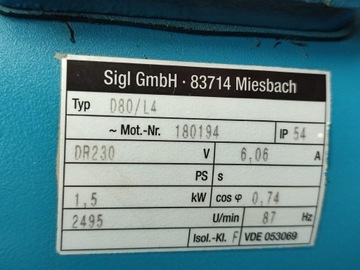 Sigl GmbH · 83714 Miesbach
Typ D80/L4
~ Mot.-Nr. 180194 IP 54
DR230 V 6,06 A
PS s
1,5 kW cos φ 0,74
2495 U/min 87 Hz
Isol.-Kl. F VDE 053069